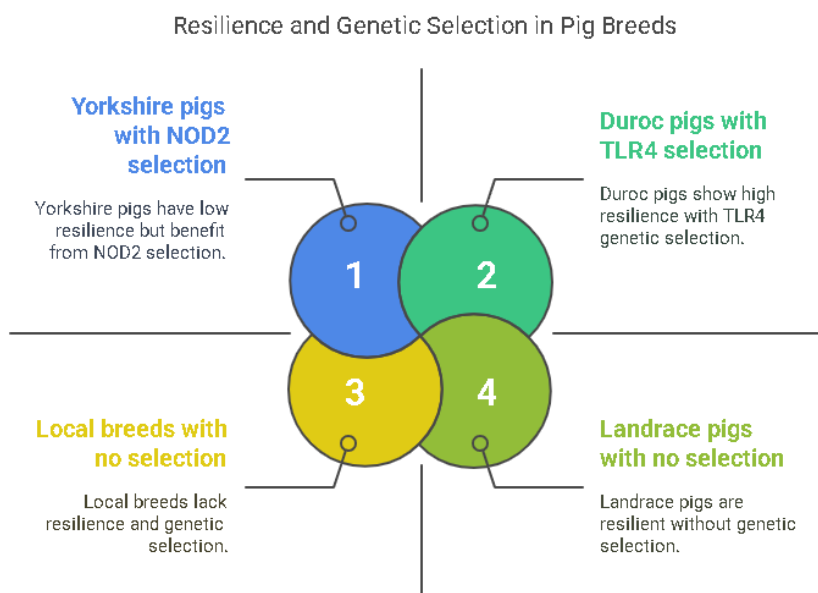 Resilience and Genetic Selection in Pig Breeds
Yorkshire pigs
with NOD2
selection
Yorkshire pigs have low
resilience but benefit
from NOD2 selection.
Duroc pigs with
TLR4 selection
Duroc pigs show high
resilience with TLR4
genetic selection.
1
2
3
4
Local breeds with
no selection
Local breeds lack
resilience and genetic
selection.
Landrace pigs
with no selection
Landrace pigs are
resilient without genetic
selection.